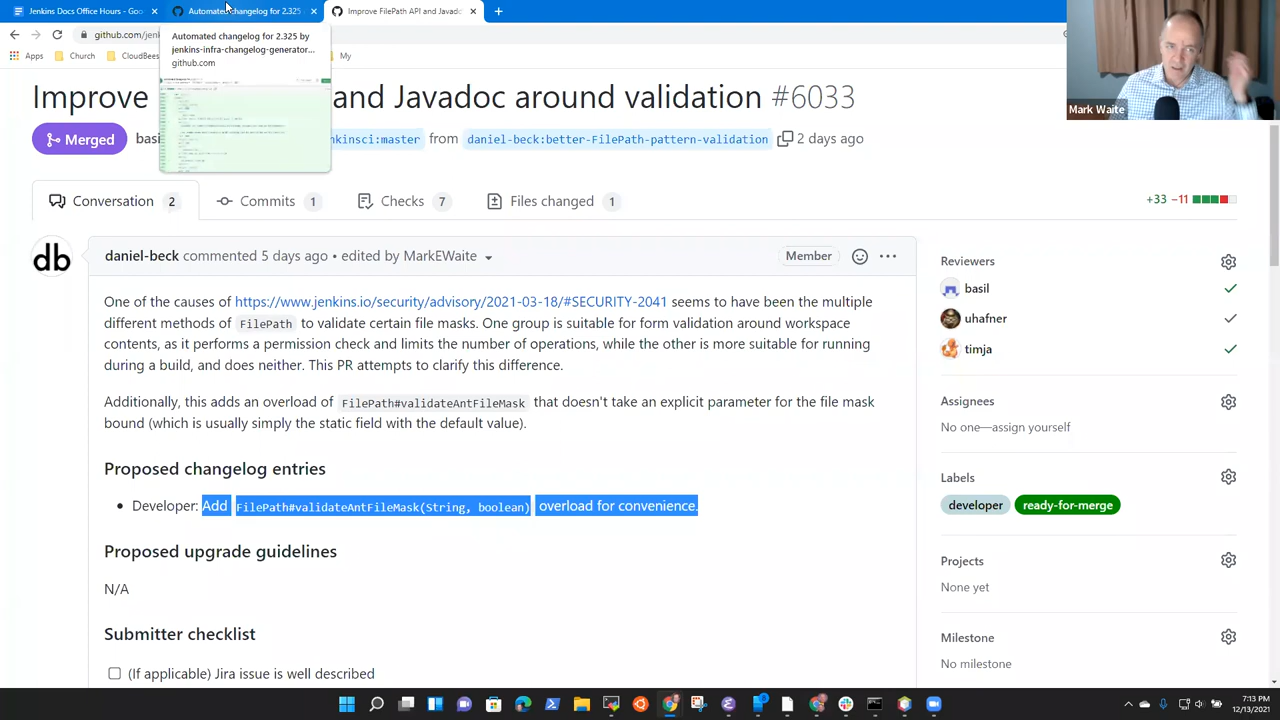 Jenkins Docs Office Hours - Goo
Automated changelog for 2.325
Improve FilePath API and Javadoc
github.com/jenk
Apps
Church
CloudBees
My
Automated changelog for 2.325 by
jenkins-infra-changelog-generator...
github.com
Mark Waite
Improve and Javadoc around validation #6033
Merged
from
2 days ago
Conversation 2
Commits 1
Checks 7
Files changed 1
+33 −11
db
daniel-beck commented 5 days ago • edited by MarkEWaite
Member
One of the causes of https://www.jenkins.io/security/advisory/2021-03-18/#SECURITY-2041 seems to have been the multiple
different methods of FilePath to validate certain file masks. One group is suitable for form validation around workspace
contents, as it performs a permission check and limits the number of operations, while the other is more suitable for running
during a build, and does neither. This PR attempts to clarify this difference.
Additionally, this adds an overload of FilePath#validateAntFileMask that doesn't take an explicit parameter for the file mask
bound (which is usually simply the static field with the default value).
Proposed changelog entries
• Developer: Add FilePath#validateAntFileMask(String, boolean) overload for convenience.
Proposed upgrade guidelines
N/A
Submitter checklist
(If applicable) Jira issue is well described
Reviewers
basil
uhafner
timja
Assignees
No one—assign yourself
Labels
developer
ready-for-merge
Projects
None yet
Milestone
No milestone
7:13 PM
12/13/2021